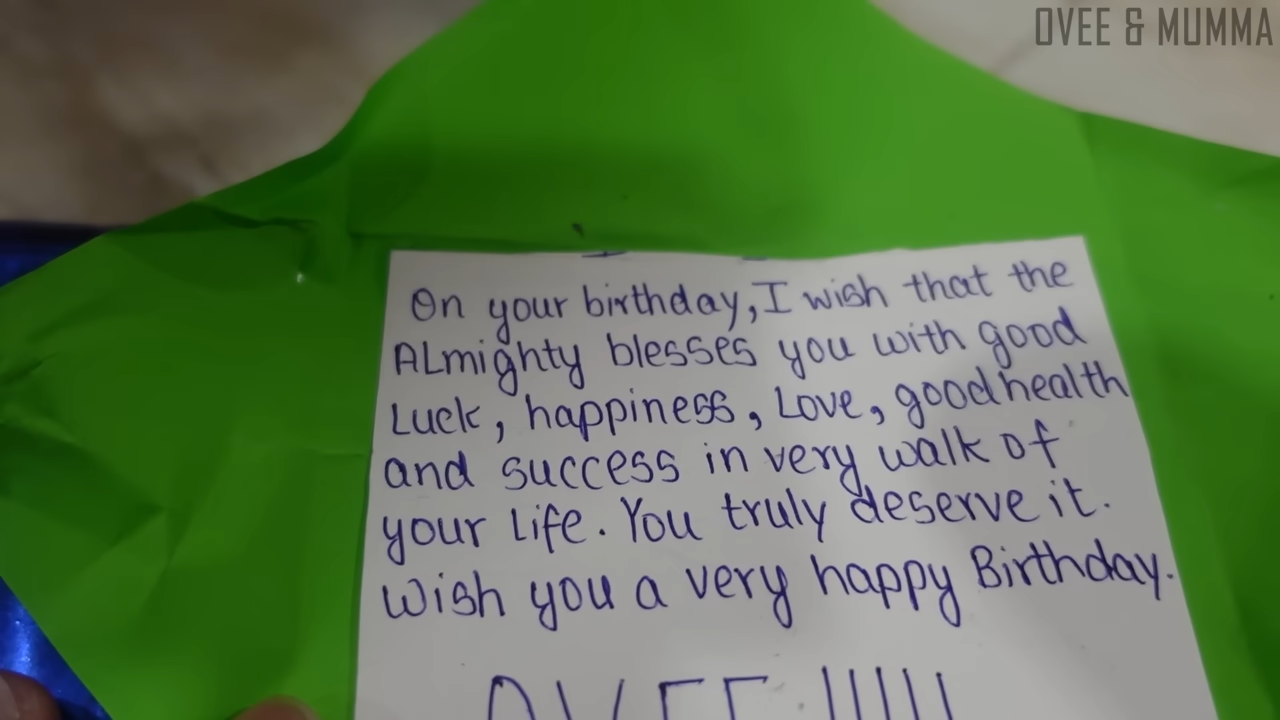 OVEE & MUMMA
On your birthday, I wish that the
ALmighty blesses you with good
Luck, happiness, Love, good health
and success in very walk of
your Life. You truly deserve it.
Wish you a very happy Birthday.
OVEE !!!!!